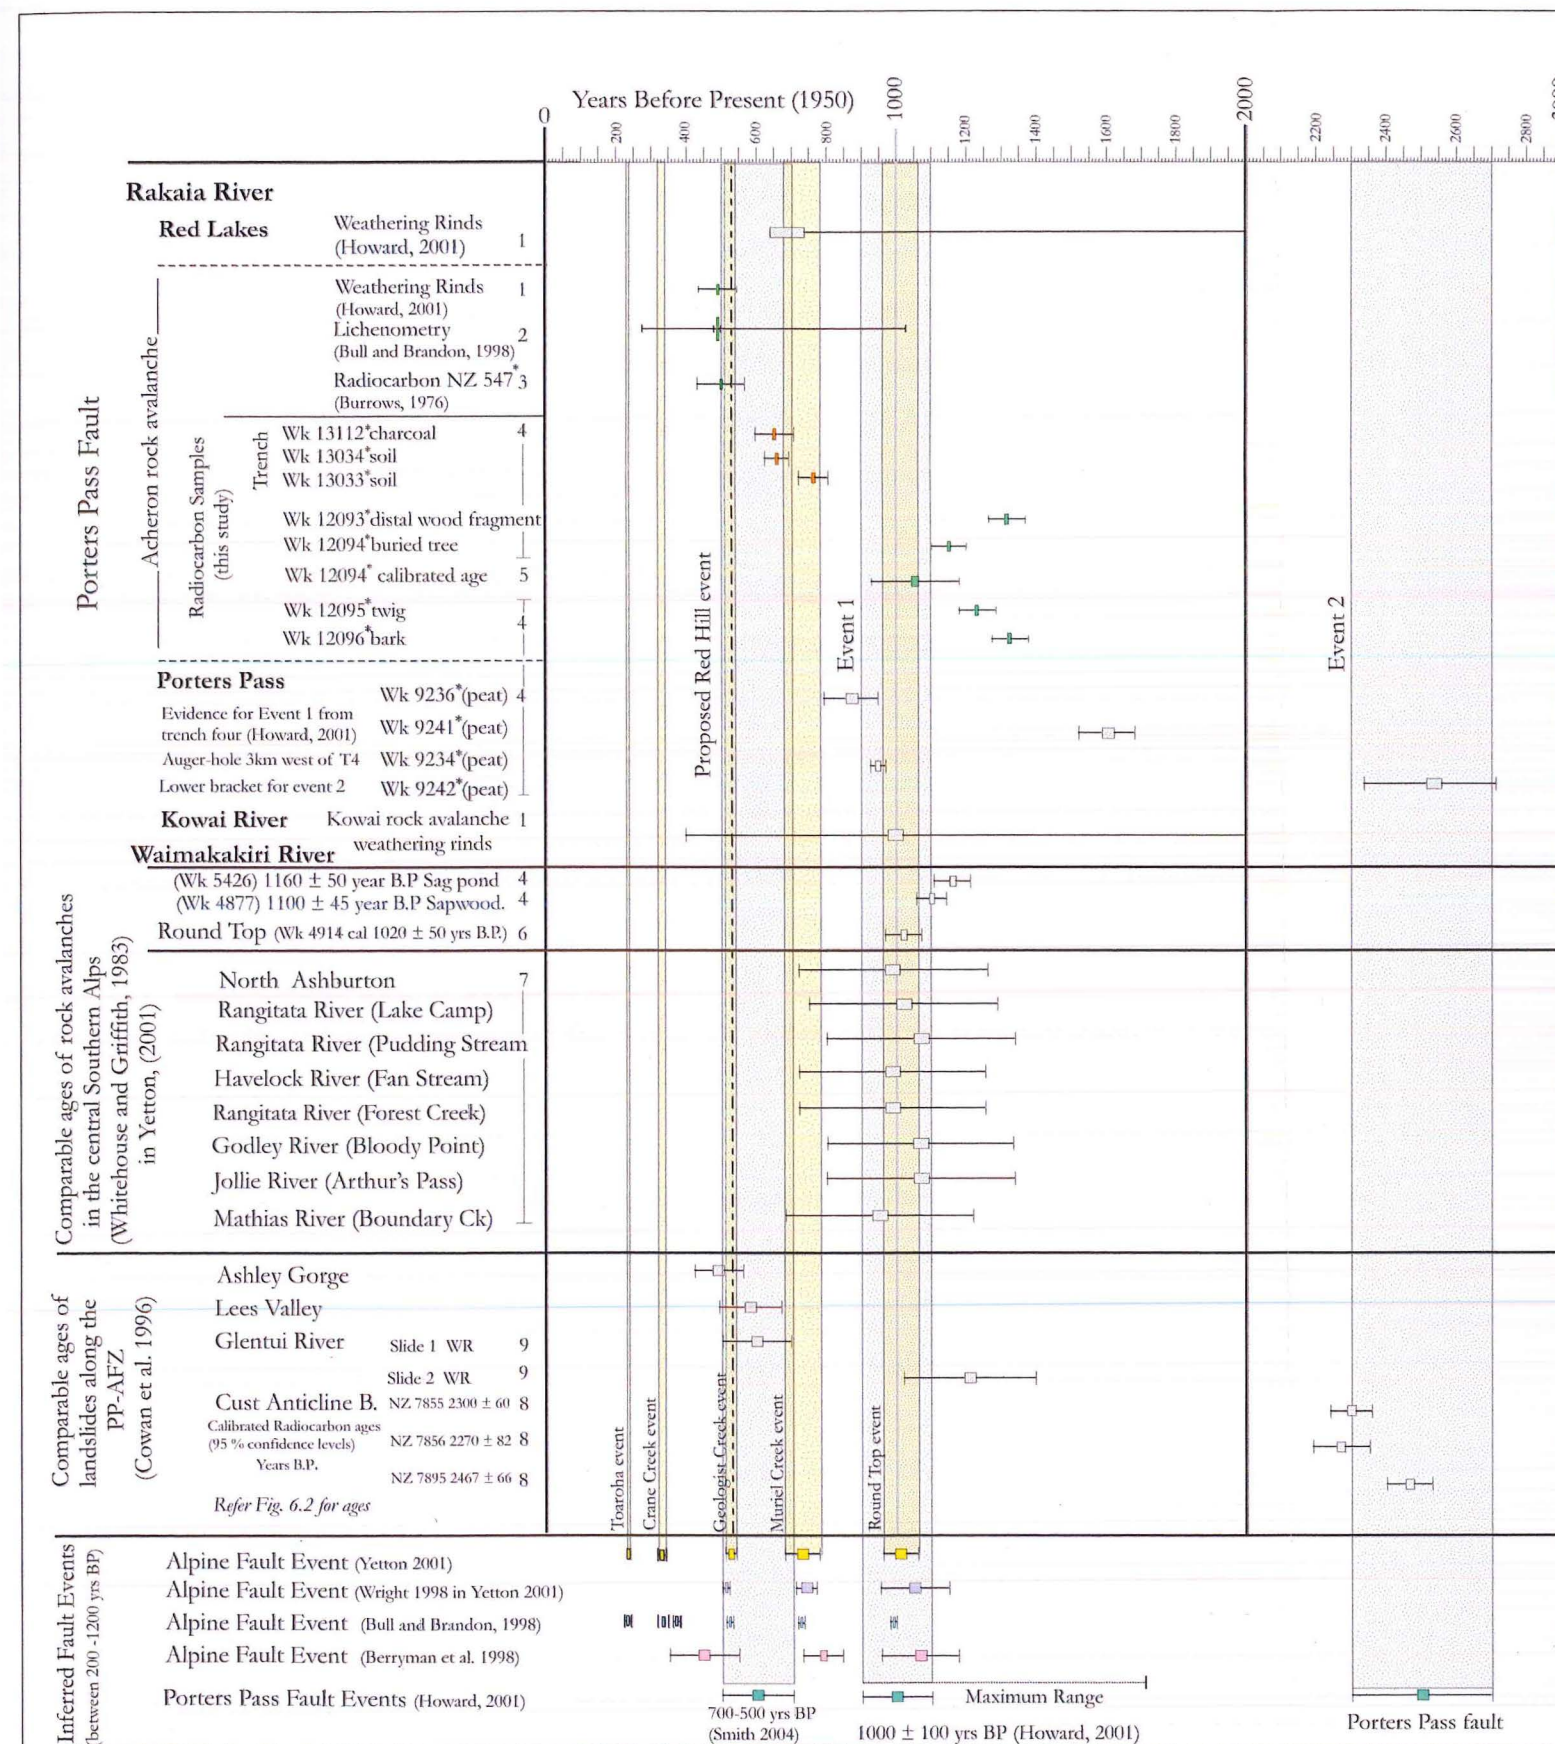 Years Before Present (1950)
0
200
400
600
800
1000
1200
1400
1600
1800
2000
2200
2400
2600
2800
Rakaia River
Red Lakes
Weathering Rinds
(Howard, 2001)
1
Porters Pass Fault
Acheron rock avalanche
Weathering Rinds
1
(Howard, 2001)
Lichenometry
2
(Bull and Brandon, 1998)
Radiocarbon NZ 547*
3
(Burrows, 1976)
Radiocarbon Samples
(this study)
Trench
Wk 13112*charcoal
4
Wk 13034*soil
Wk 13033*soil
Wk 12093*distal wood fragment
Wk 12094*buried tree
Wk 12094* calibrated age
5
Wk 12095*twig
4
Wk 12096*bark
Proposed Red Hill event
Event 1
Event 2
Porters Pass
Wk 9236*(peat)
4
Evidence for Event 1 from
trench four (Howard, 2001)
Wk 9241*(peat)
Auger-hole 3km west of T4
Wk 9234*(peat)
Lower bracket for event 2
Wk 9242*(peat)
Kowai River
Kowai rock avalanche
1
weathering rinds
Waimakakiri River
(Wk 5426) 1160 ± 50 year B.P Sag pond
4
(Wk 4877) 1100 ± 45 year B.P Sapwood.
4
Round Top (Wk 4914 cal 1020 ± 50 yrs B.P.)
6
Comparable ages of rock avalanches
in the central Southern Alps
(Whitehouse and Griffith, 1983)
in Yetton, (2001)
North Ashburton
7
Rangitata River (Lake Camp)
Rangitata River (Pudding Stream
Havelock River (Fan Stream)
Rangitata River (Forest Creek)
Godley River (Bloody Point)
Jollie River (Arthur's Pass)
Mathias River (Boundary Ck)
Comparable ages of
landslides along the
PP-AFZ
(Cowan et al. 1996)
Ashley Gorge
Lees Valley
Glentui River
Slide 1 WR
9
Slide 2 WR
9
Cust Anticline B.
NZ 7855 2300 ± 60
8
Calibrated Radiocarbon ages
(95 % confidence levels)
Years B.P.
NZ 7856 2270 ± 82
8
NZ 7895 2467 ± 66
8
Refer Fig. 6.2 for ages
Toaroha event
Crane Creek event
Geologist Creek event
Muriel Creek event
Round Top event
Inferred Fault Events
(between 200 -1200 yrs BP)
Alpine Fault Event (Yetton 2001)
Alpine Fault Event (Wright 1998 in Yetton 2001)
Alpine Fault Event (Bull and Brandon, 1998)
Alpine Fault Event (Berryman et al. 1998)
Porters Pass Fault Events (Howard, 2001)
700-500 yrs BP
(Smith 2004)
Maximum Range
1000 ± 100 yrs BP (Howard, 2001)
Porters Pass fault